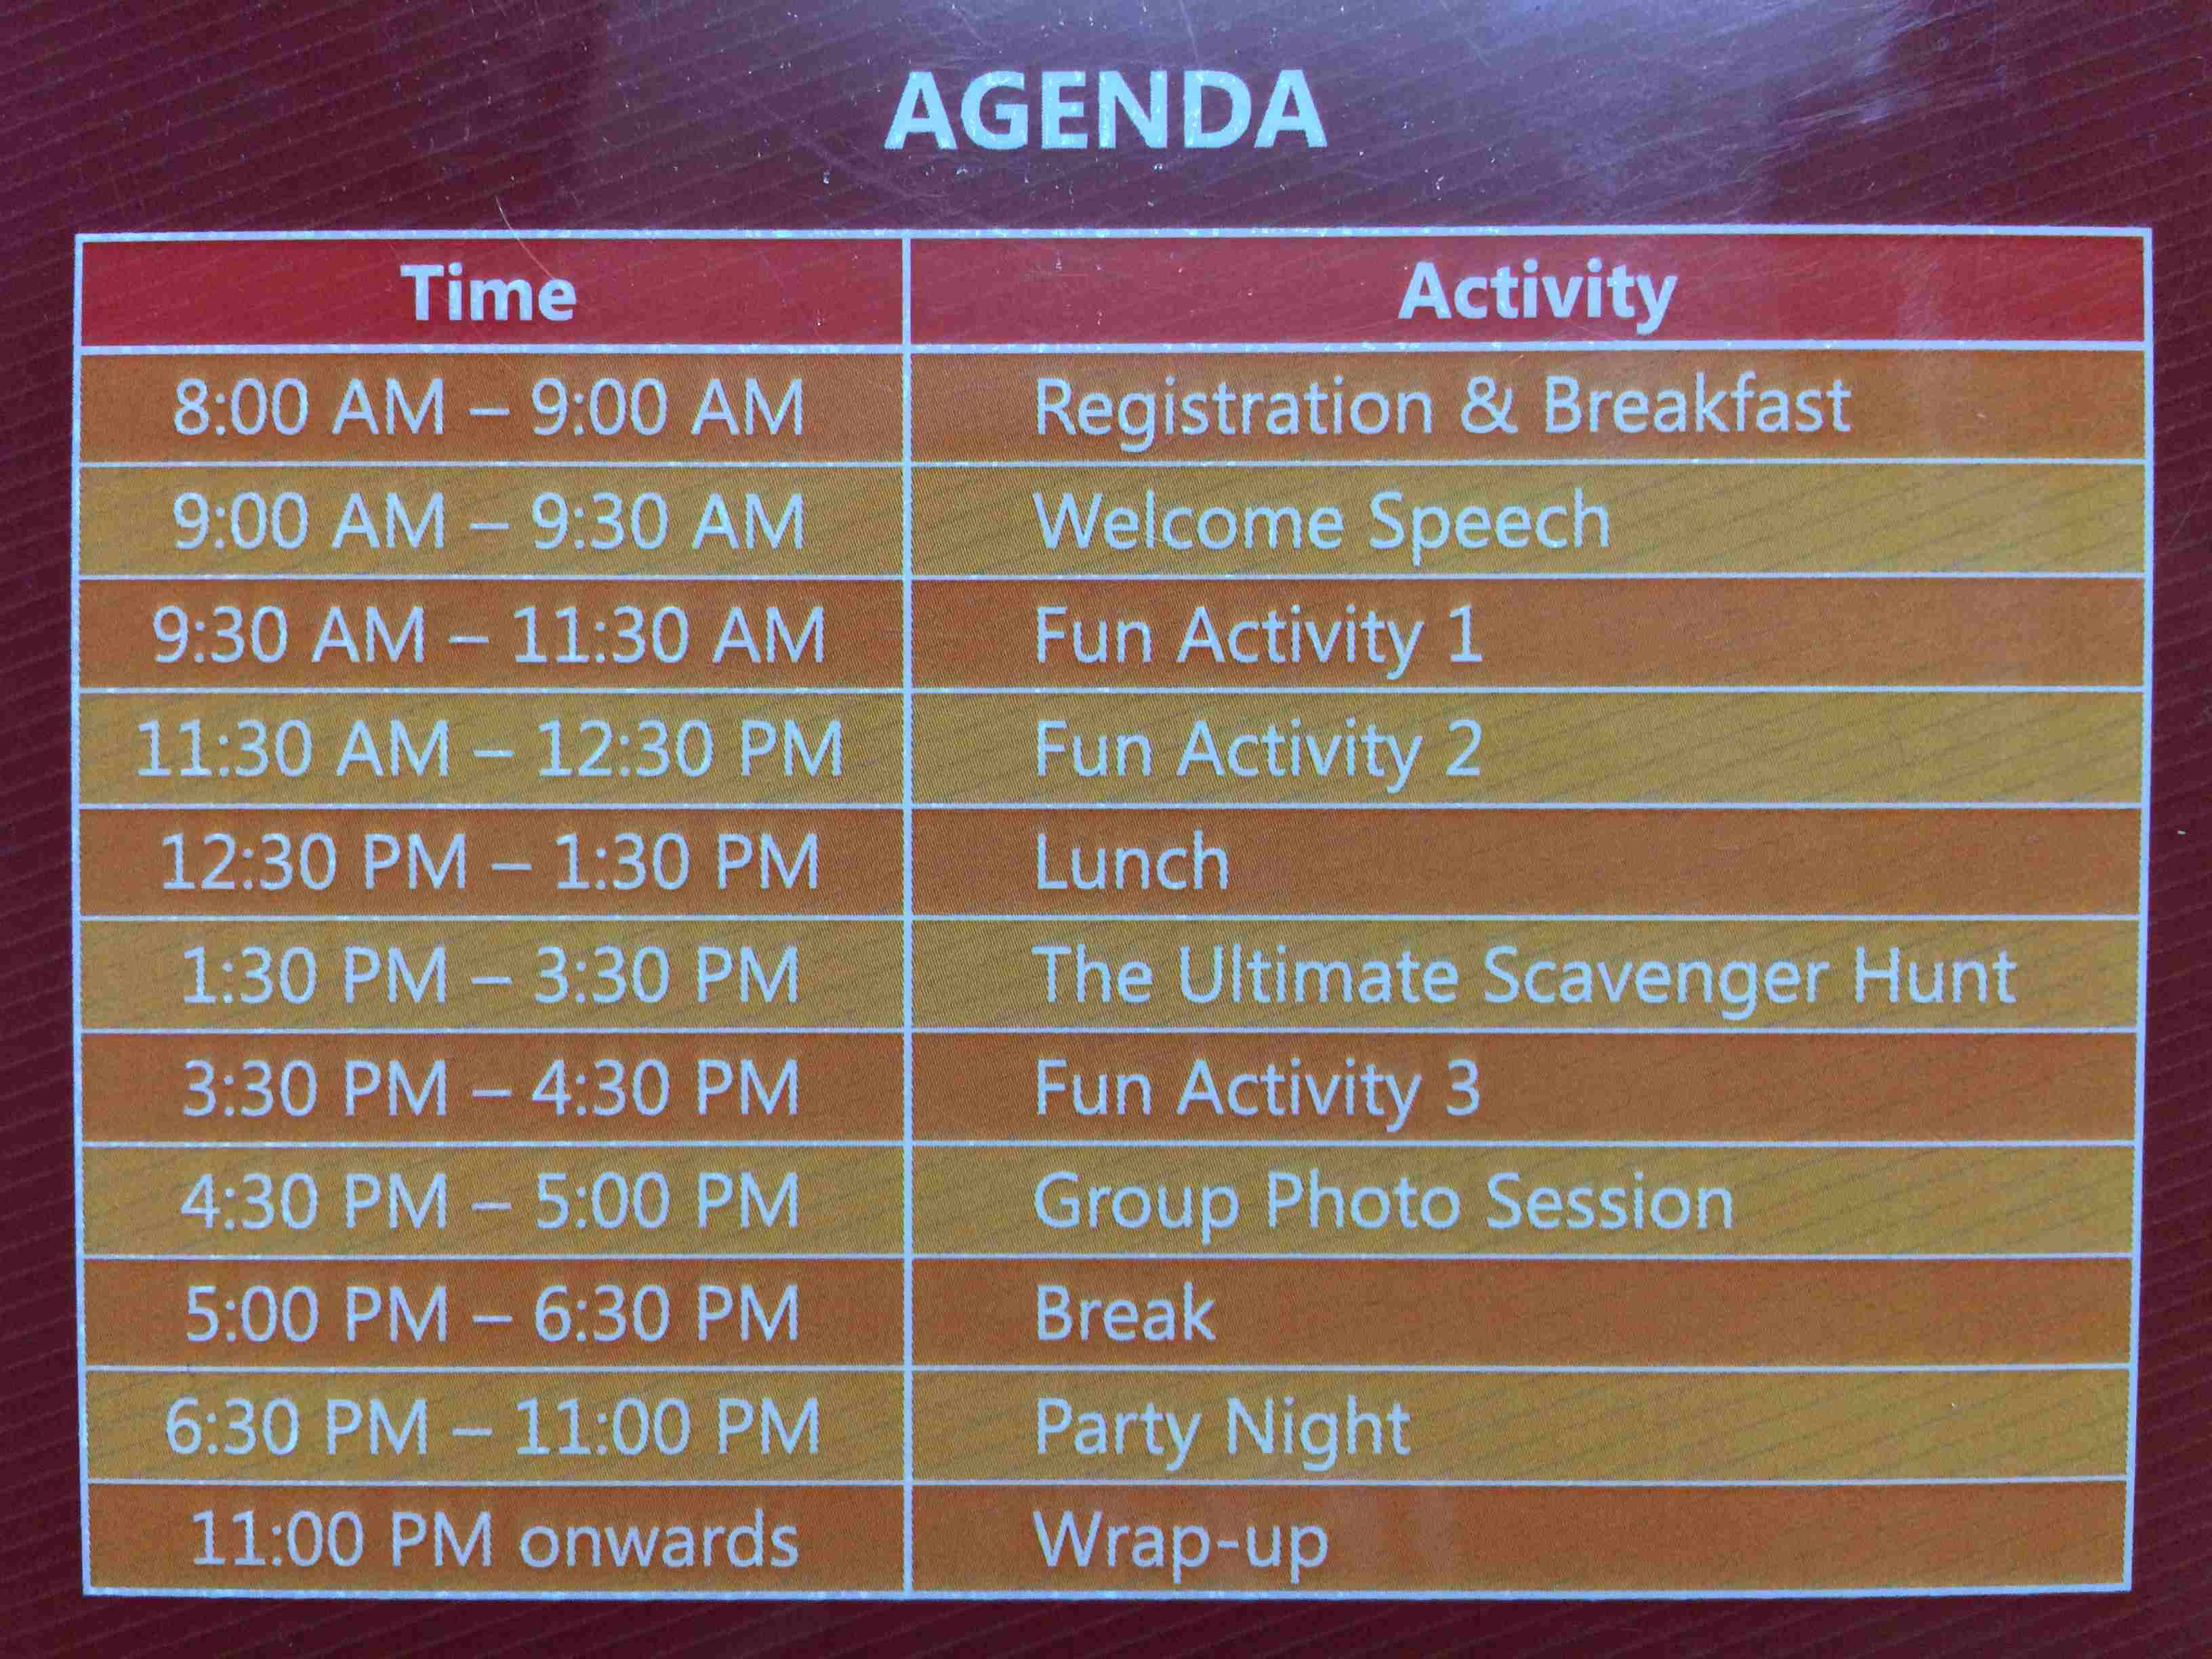 AGENDA
Time Activity
8:00 AM – 9:00 AM Registration & Breakfast
9:00 AM – 9:30 AM Welcome Speech
9:30 AM – 11:30 AM Fun Activity 1
11:30 AM – 12:30 PM Fun Activity 2
12:30 PM – 1:30 PM Lunch
1:30 PM – 3:30 PM The Ultimate Scavenger Hunt
3:30 PM – 4:30 PM Fun Activity 3
4:30 PM – 5:00 PM Group Photo Session
5:00 PM – 6:30 PM Break
6:30 PM – 11:00 PM Party Night
11:00 PM onwards Wrap-up